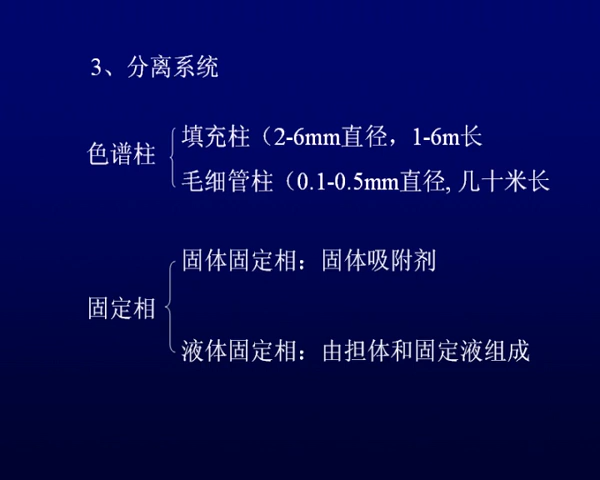 3、分离系统
填充柱（2-6mm直径，1-6m长
色谱柱
毛细管柱（0.1-0.5mm直径, 几十米长
固体固定相：固体吸附剂
固定相
液体固定相：由担体和固定液组成